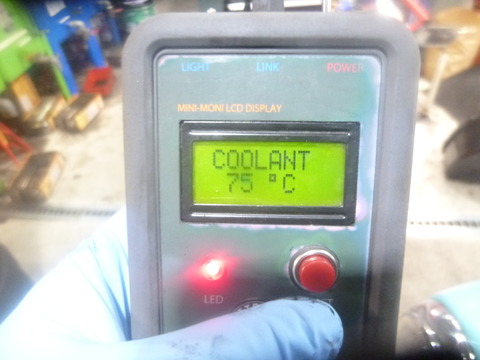 LIGHT LINK POWER
MINI-MONI LCD DISPLAY
COOLANT
75 °C
LED